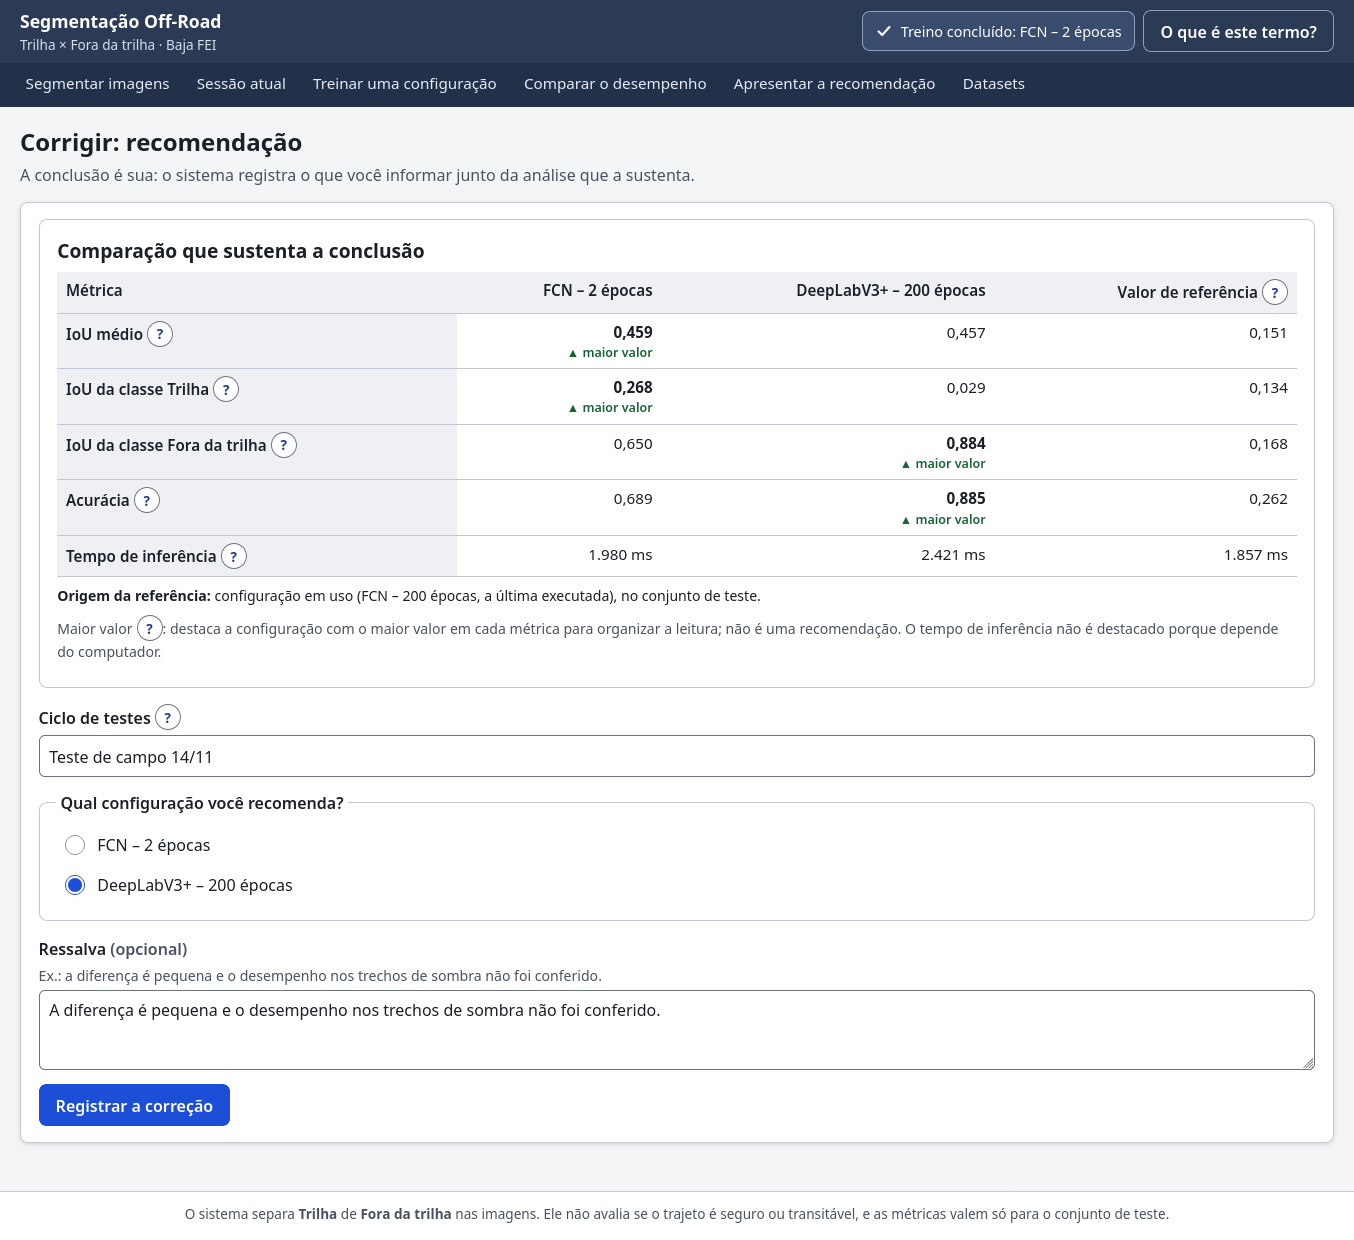 Segmentação Off-Road
Trilha × Fora da trilha · Baja FEI
Treino concluído: FCN – 2 épocas
O que é este termo?
Segmentar imagens
Sessão atual
Treinar uma configuração
Comparar o desempenho
Apresentar a recomendação
Datasets
Corrigir: recomendação
A conclusão é sua: o sistema registra o que você informar junto da análise que a sustenta.
Comparação que sustenta a conclusão
Métrica FCN – 2 épocas DeepLabV3+ – 200 épocas Valor de referência ?
IoU médio ? 0,459 0,457 0,151
▲ maior valor
IoU da classe Trilha ? 0,268 0,029 0,134
▲ maior valor
IoU da classe Fora da trilha ? 0,650 0,884 0,168
▲ maior valor
Acurácia ? 0,689 0,885 0,262
▲ maior valor
Tempo de inferência ? 1.980 ms 2.421 ms 1.857 ms
Origem da referência: configuração em uso (FCN – 200 épocas, a última executada), no conjunto de teste.
Maior valor ?: destaca a configuração com o maior valor em cada métrica para organizar a leitura; não é uma recomendação. O tempo de inferência não é destacado porque depende
do computador.
Ciclo de testes ?
Teste de campo 14/11
Qual configuração você recomenda?
FCN – 2 épocas
DeepLabV3+ – 200 épocas
Ressalva (opcional)
Ex.: a diferença é pequena e o desempenho nos trechos de sombra não foi conferido.
A diferença é pequena e o desempenho nos trechos de sombra não foi conferido.
Registrar a correção
O sistema separa Trilha de Fora da trilha nas imagens. Ele não avalia se o trajeto é seguro ou transitável, e as métricas valem só para o conjunto de teste.